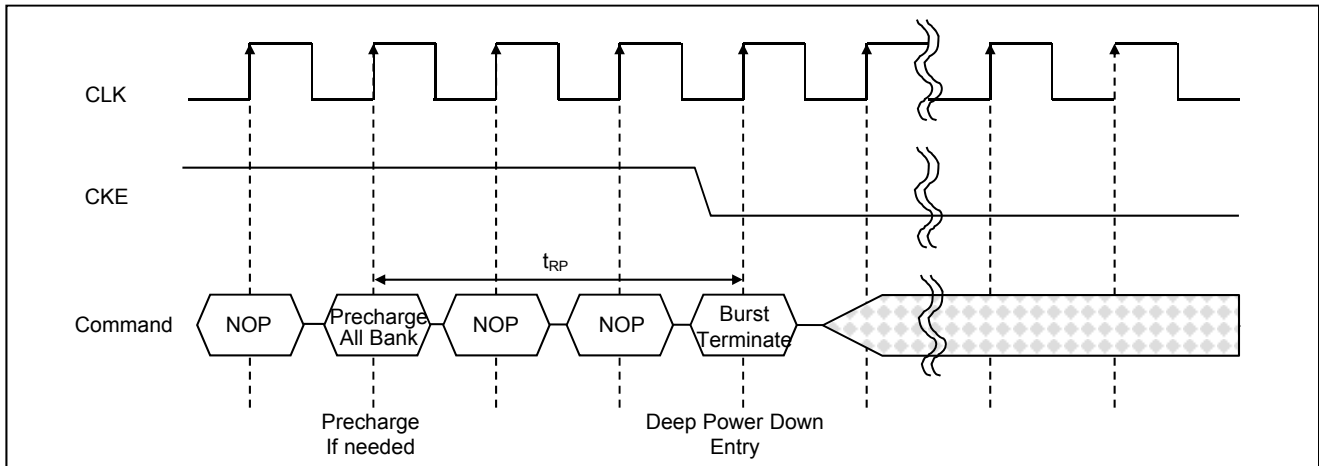 CLK
CKE
tRP
Command
NOP
Precharge
All Bank
NOP
NOP
Burst
Terminate
Precharge
If needed
Deep Power Down
Entry